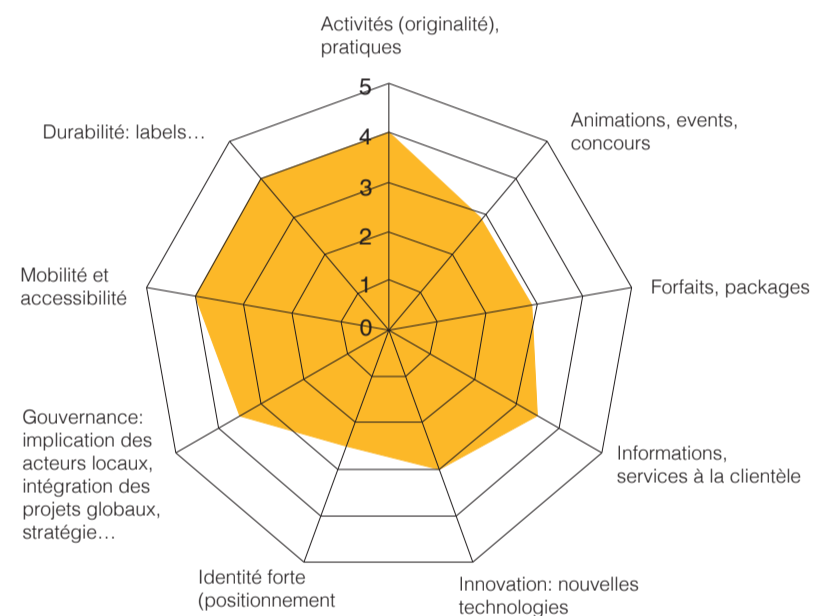 Activités (originalité),
pratiques
Animations, events,
concours
Forfaits, packages
Informations,
services à la clientèle
Innovation: nouvelles
technologies
Identité forte
(positionnement
Gouvernance:
implication des
acteurs locaux,
intégration des
projets globaux,
stratégie…
Mobilité et
accessibilité
Durabilité: labels…
5
4
3
2
1
0